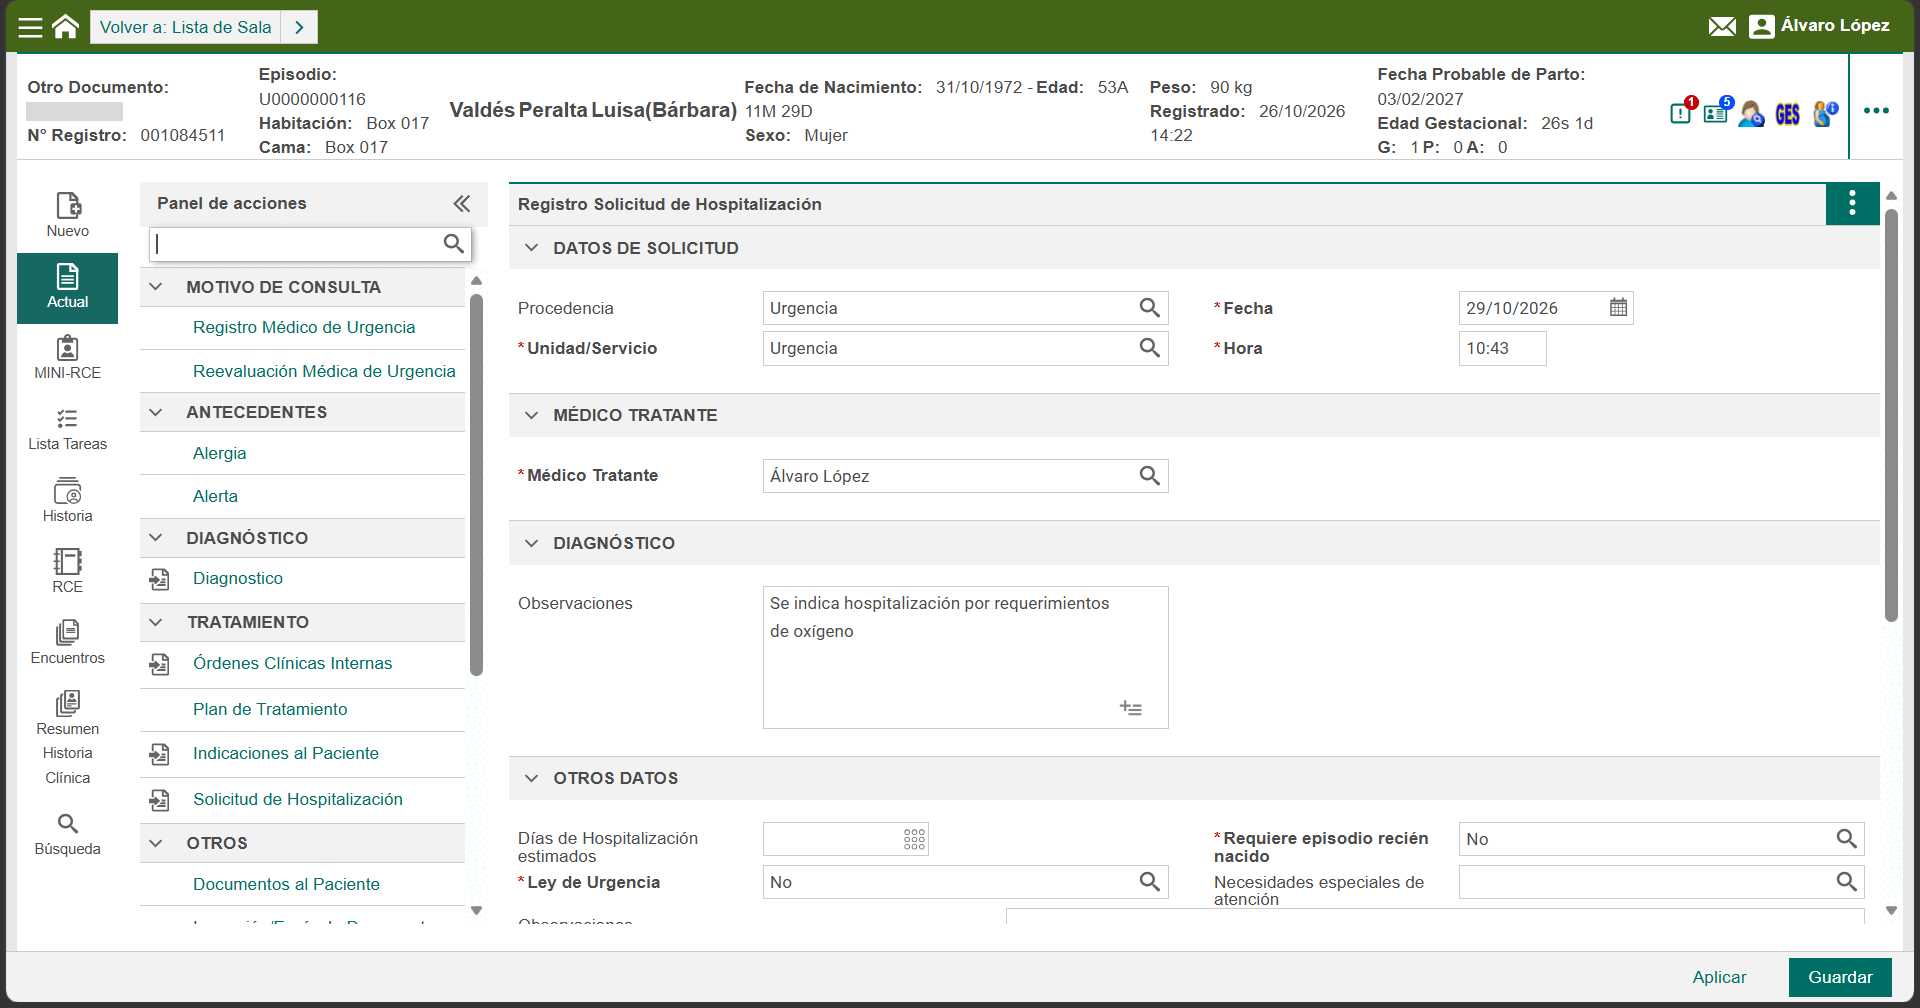 Volver a: Lista de Sala
Álvaro López
Otro Documento:
N° Registro: 001084511
Episodio:
U0000000116
Habitación: Box 017
Cama: Box 017
Valdés Peralta Luisa(Bárbara)
Fecha de Nacimiento: 31/10/1972 - Edad: 53A
11M 29D
Sexo: Mujer
Peso: 90 kg
Registrado: 26/10/2026
14:22
Fecha Probable de Parto:
03/02/2027
Edad Gestacional: 26s 1d
G: 1 P: 0 A: 0
1
5
GES
Nuevo
Actual
MINI-RCE
Lista Tareas
Historia
RCE
Encuentros
Resumen
Historia
Clínica
Búsqueda
Panel de acciones
MOTIVO DE CONSULTA
Registro Médico de Urgencia
Reevaluación Médica de Urgencia
ANTECEDENTES
Alergia
Alerta
DIAGNÓSTICO
Diagnostico
TRATAMIENTO
Órdenes Clínicas Internas
Plan de Tratamiento
Indicaciones al Paciente
Solicitud de Hospitalización
OTROS
Documentos al Paciente
Registro Solicitud de Hospitalización
DATOS DE SOLICITUD
Procedencia Urgencia
*Fecha 29/10/2026
*Unidad/Servicio Urgencia
*Hora 10:43
MÉDICO TRATANTE
*Médico Tratante Álvaro López
DIAGNÓSTICO
Observaciones
Se indica hospitalización por requerimientos
de oxígeno
OTROS DATOS
Días de Hospitalización
estimados
*Requiere episodio recién
nacido
No
*Ley de Urgencia No
Necesidades especiales de
atención
Observaciones
Aplicar
Guardar